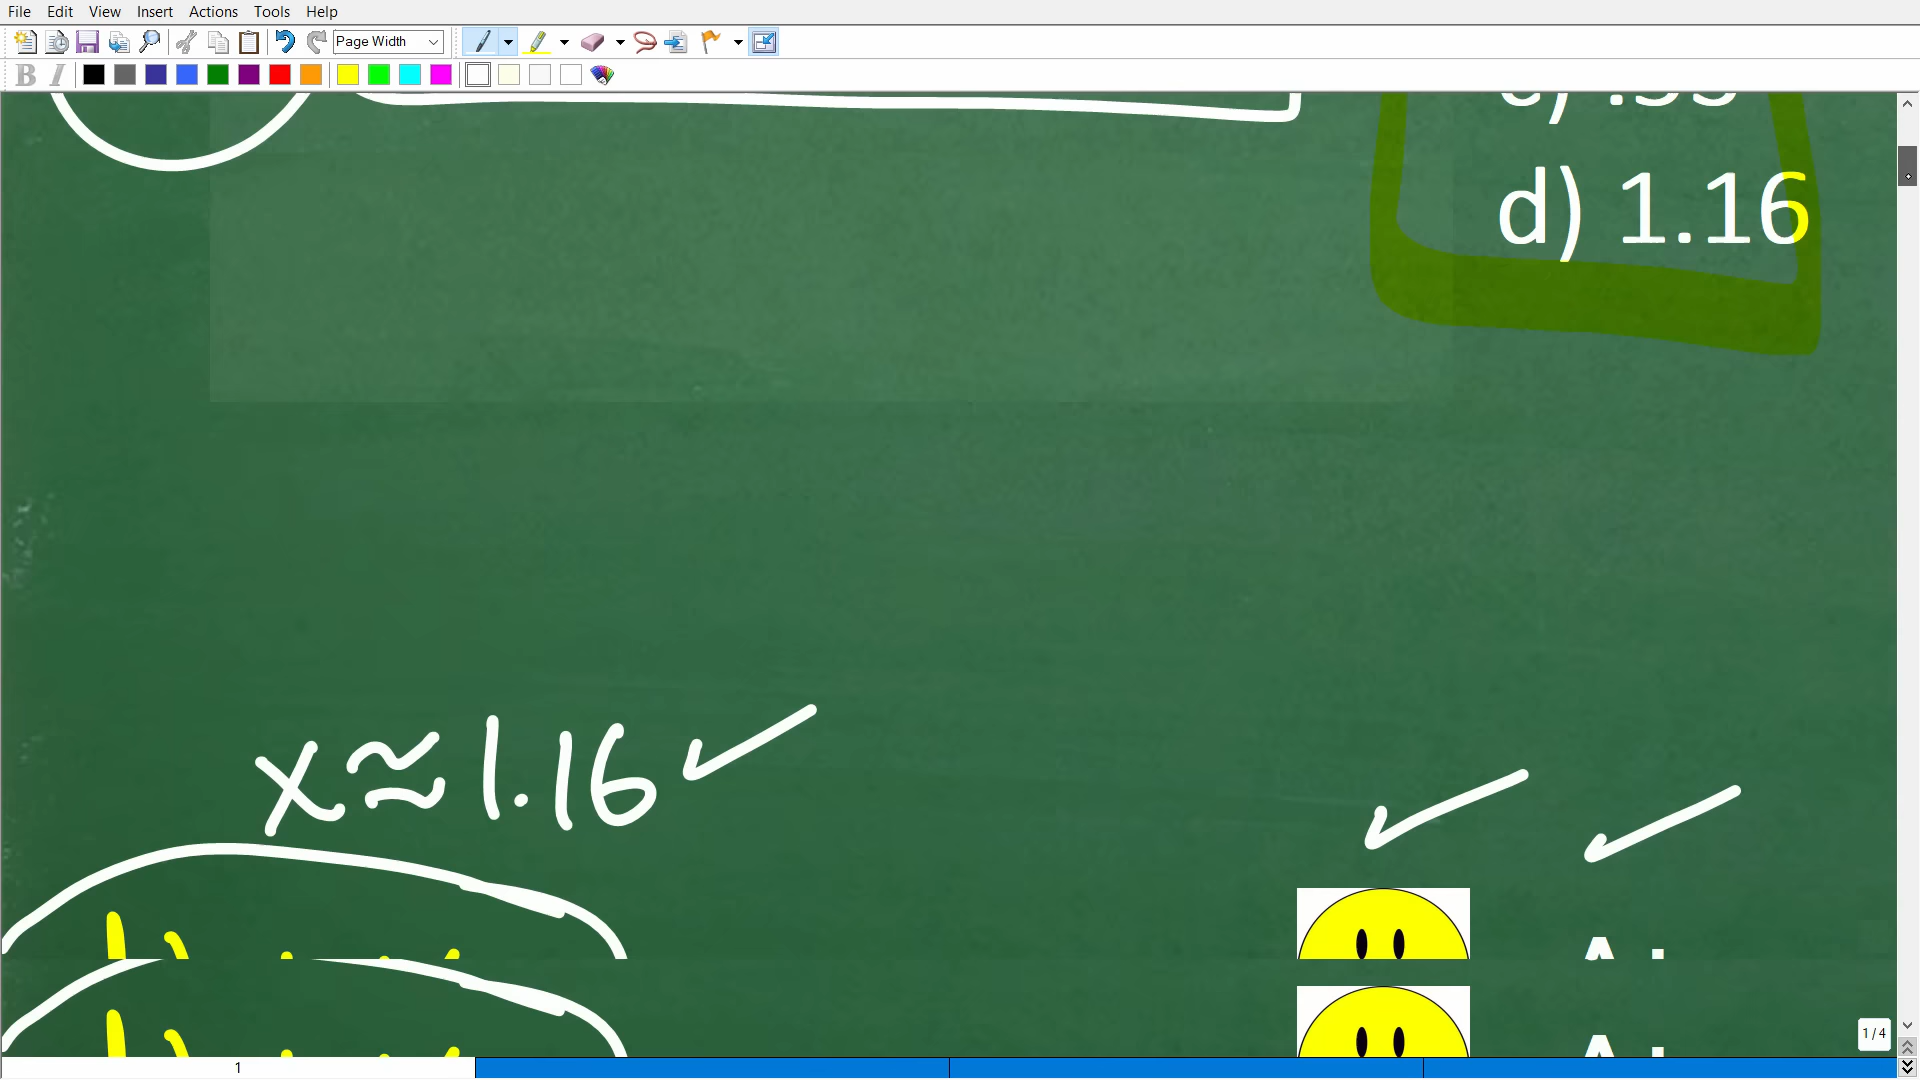 File Edit View Insert Actions Tools Help
Page Width
B I
d) 1.16
x≈1.16
1/4
1